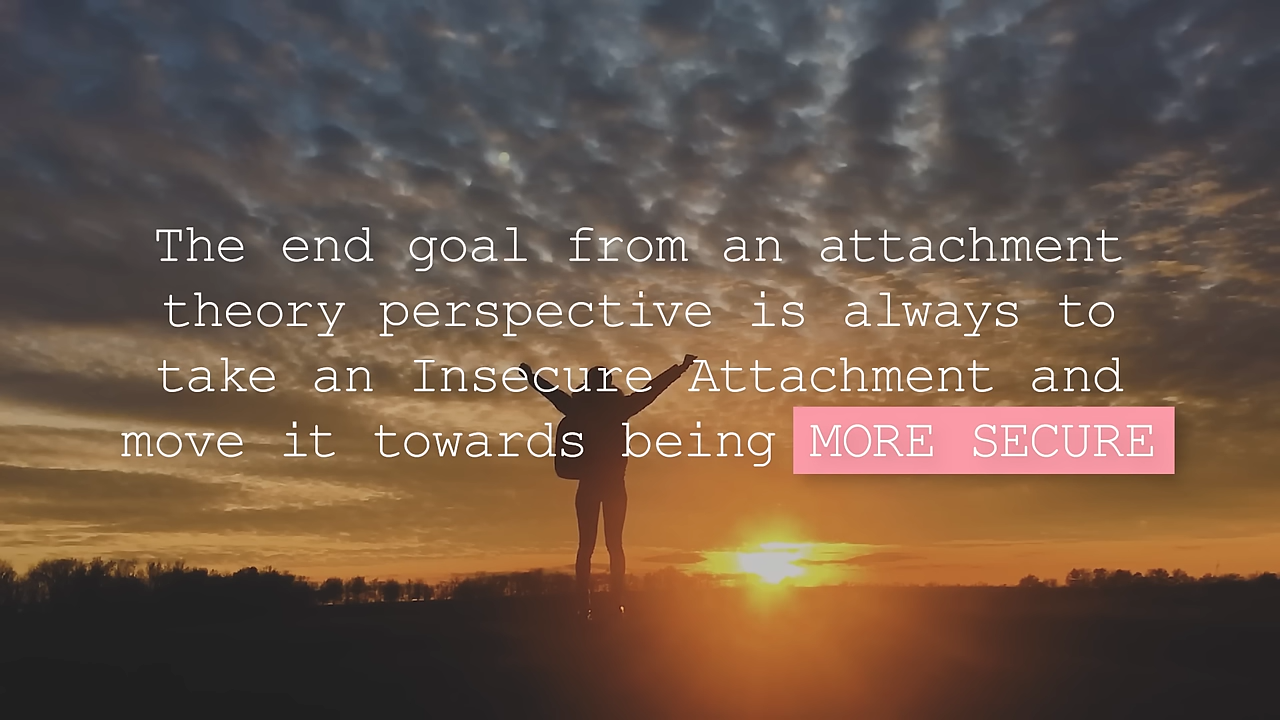 The end goal from an attachment
theory perspective is always to
take an Insecure Attachment and
move it towards being MORE SECURE